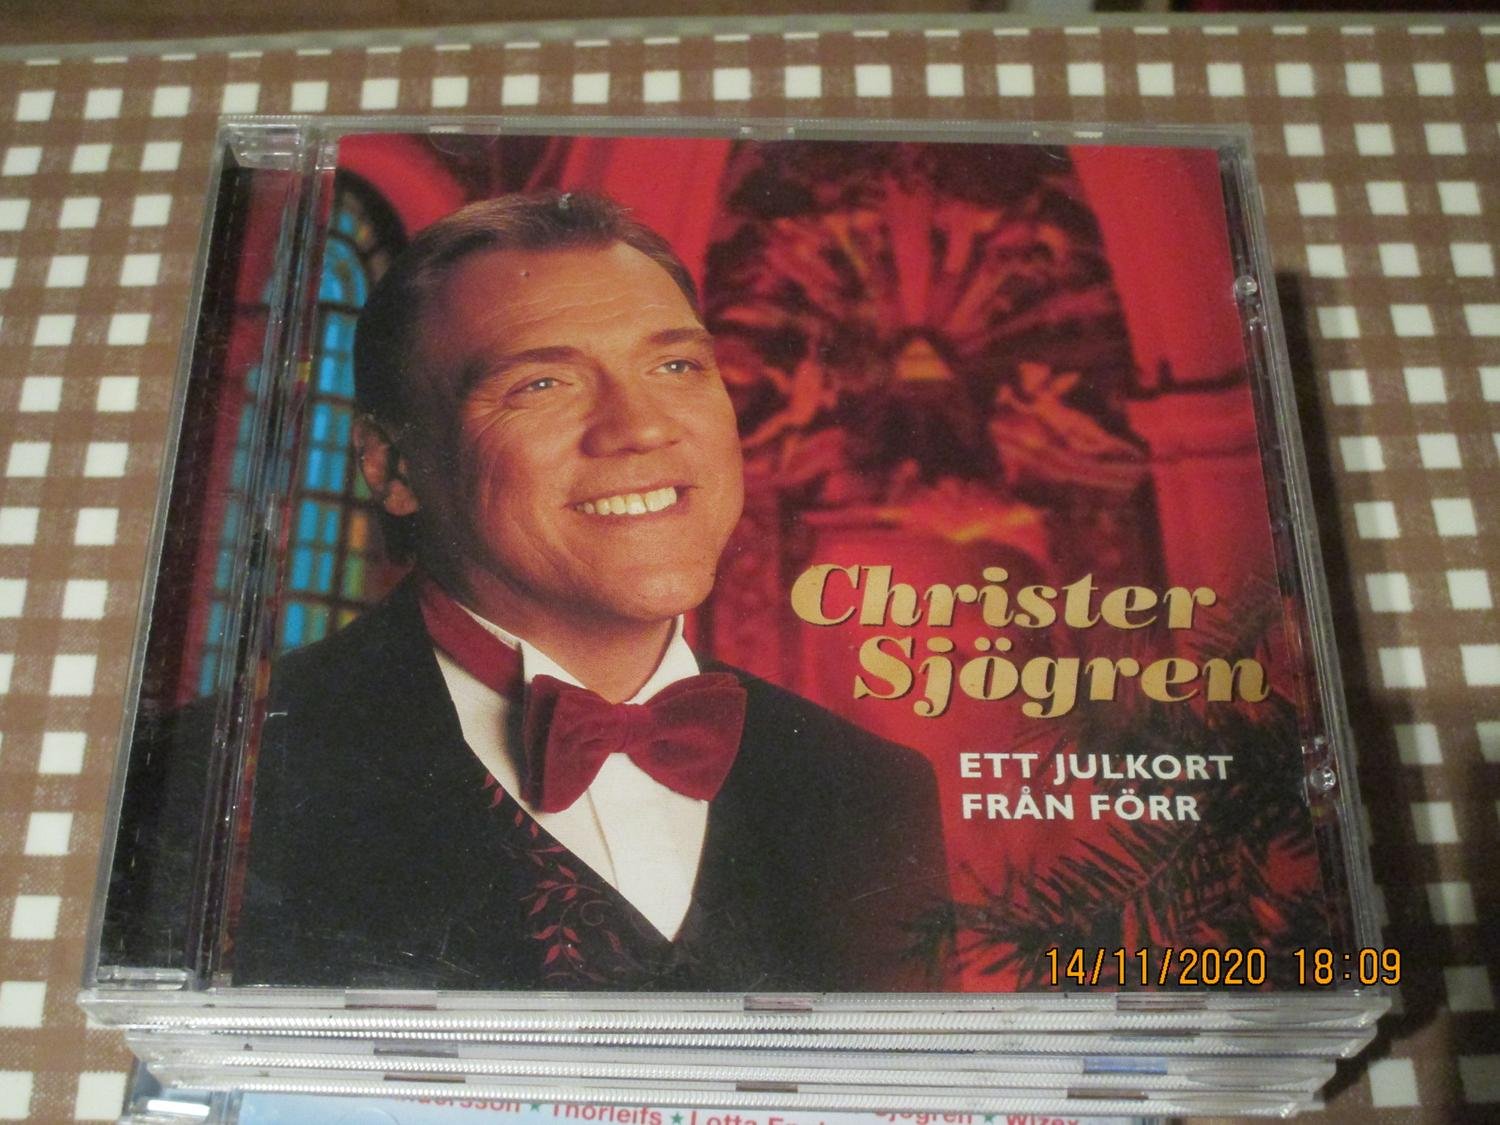 Christer
Sjögren
ETT JULKORT
FRÅN FÖRR
14/11/2020 18:09
Thorleifs ★ Lotta Sjögren ★ Wizex